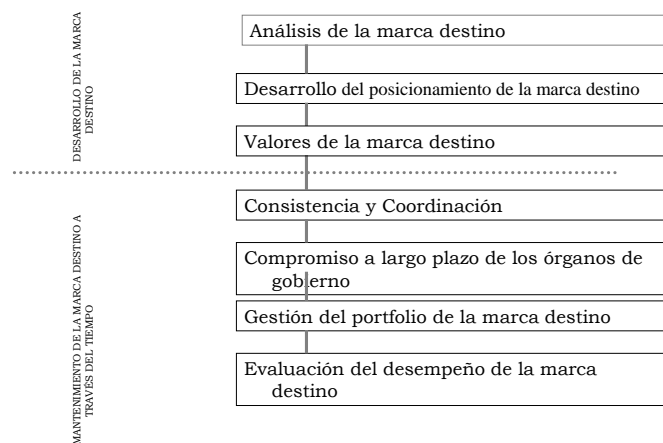 DESARROLLO DE LA MARCA
DESTINO
Análisis de la marca destino
Desarrollo del posicionamiento de la marca destino
Valores de la marca destino
MANTENIMIENTO DE LA MARCA DESTINO A
TRAVÉS DEL TIEMPO
Consistencia y Coordinación
Compromiso a largo plazo de los órganos de
gobierno
Gestión del portfolio de la marca destino
Evaluación del desempeño de la marca
destino